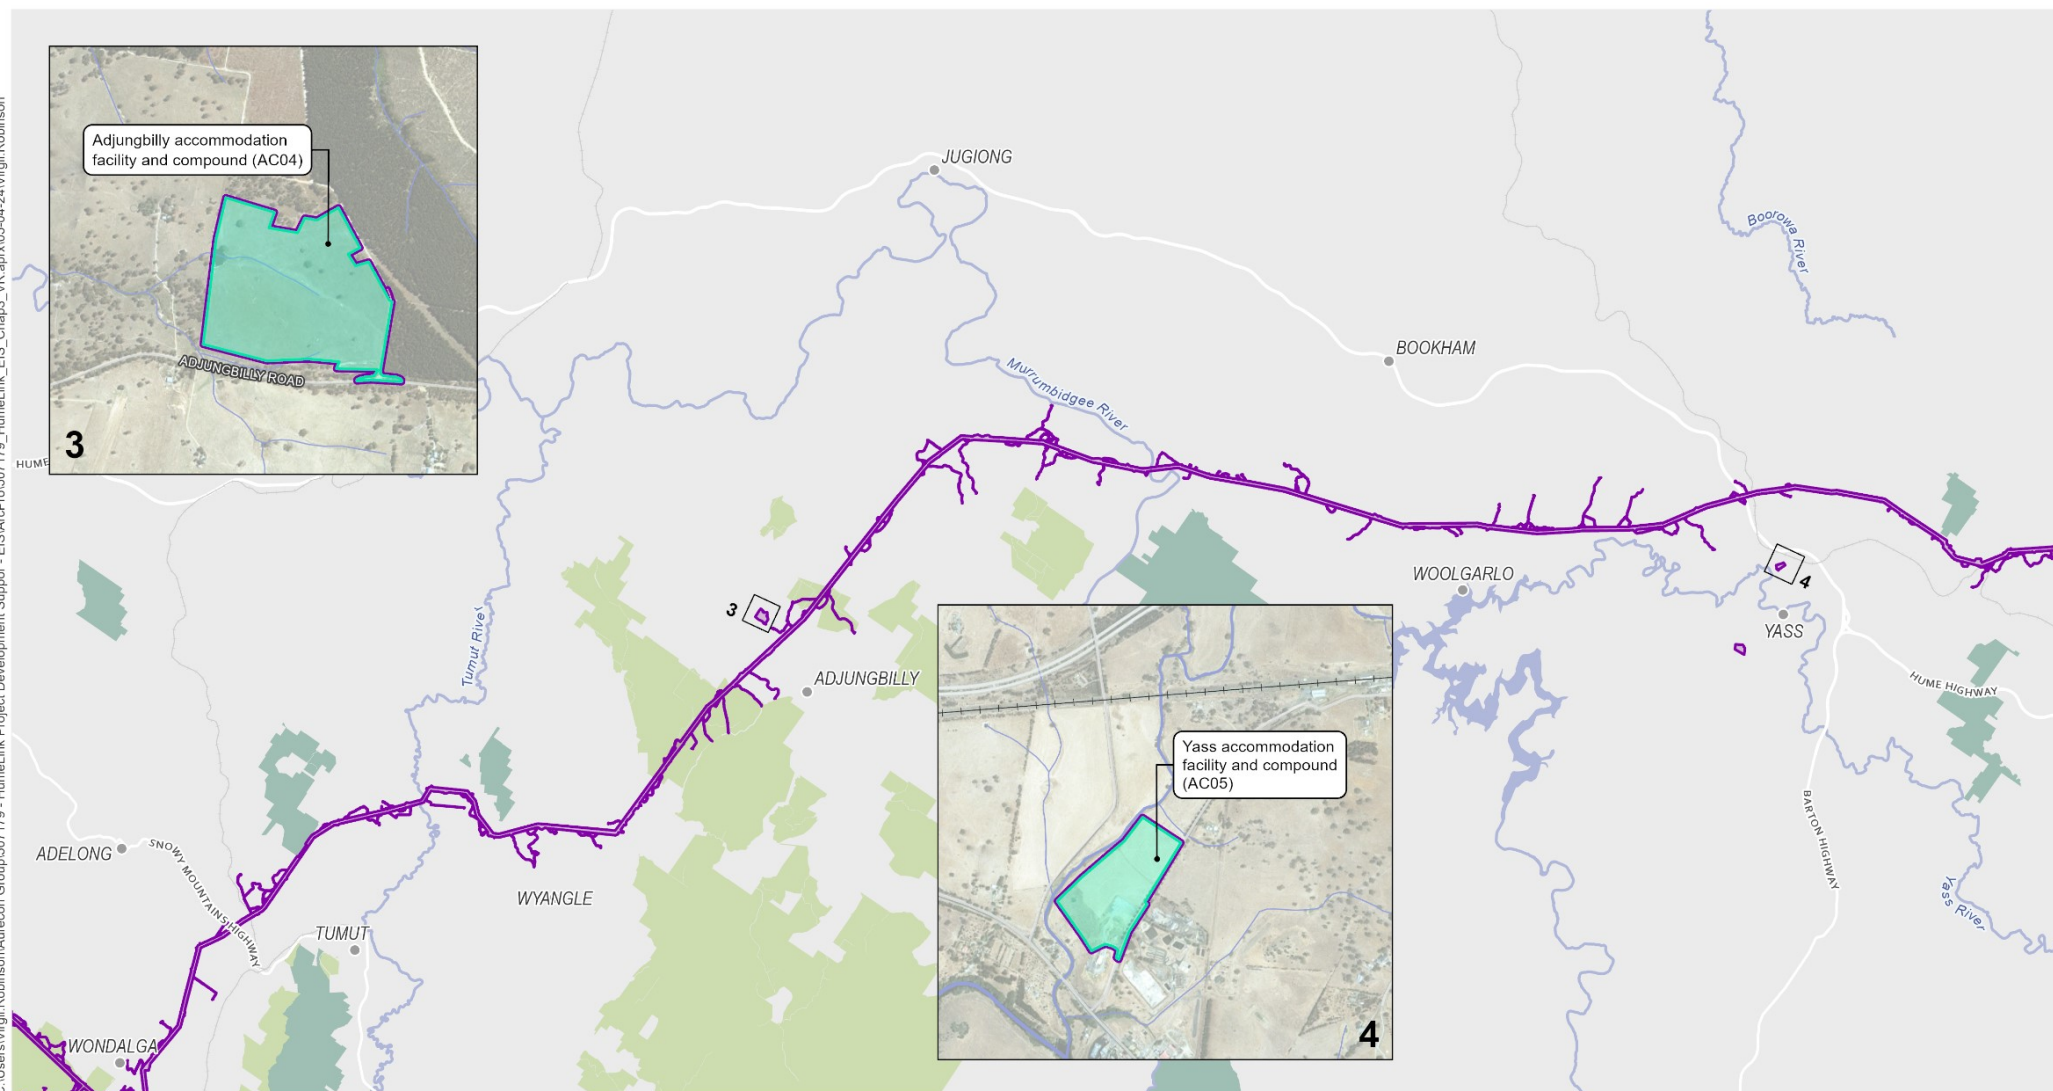 Adjungbilly accommodation
facility and compound (AC04)
ADJUNGBILLY ROAD
3
HUME
JUGIONG
Boorowa River
BOOKHAM
Murrumbidgee River
Tumut River
WOOLGARLO
4
YASS
3
ADJUNGBILLY
HUME HIGHWAY
Yass accommodation
facility and compound
(AC05)
BARTON HIGHWAY
ADELONG
SNOWY MOUNTAINS HIGHWAY
WYANGLE
Yass River
TUMUT
WONDALGA
4